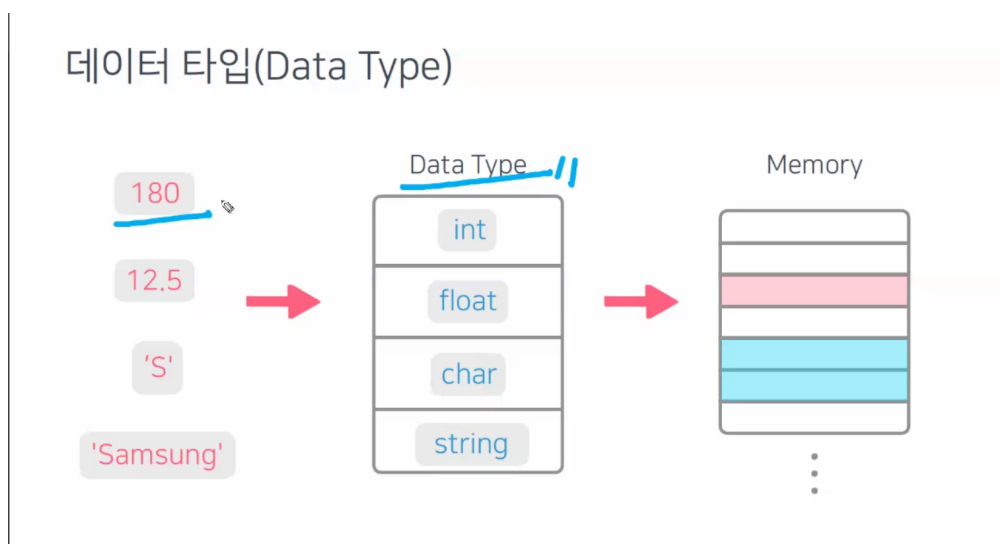 데이터 타입(Data Type)
180
12.5
'S'
'Samsung'
Data Type
int
float
char
string
Memory